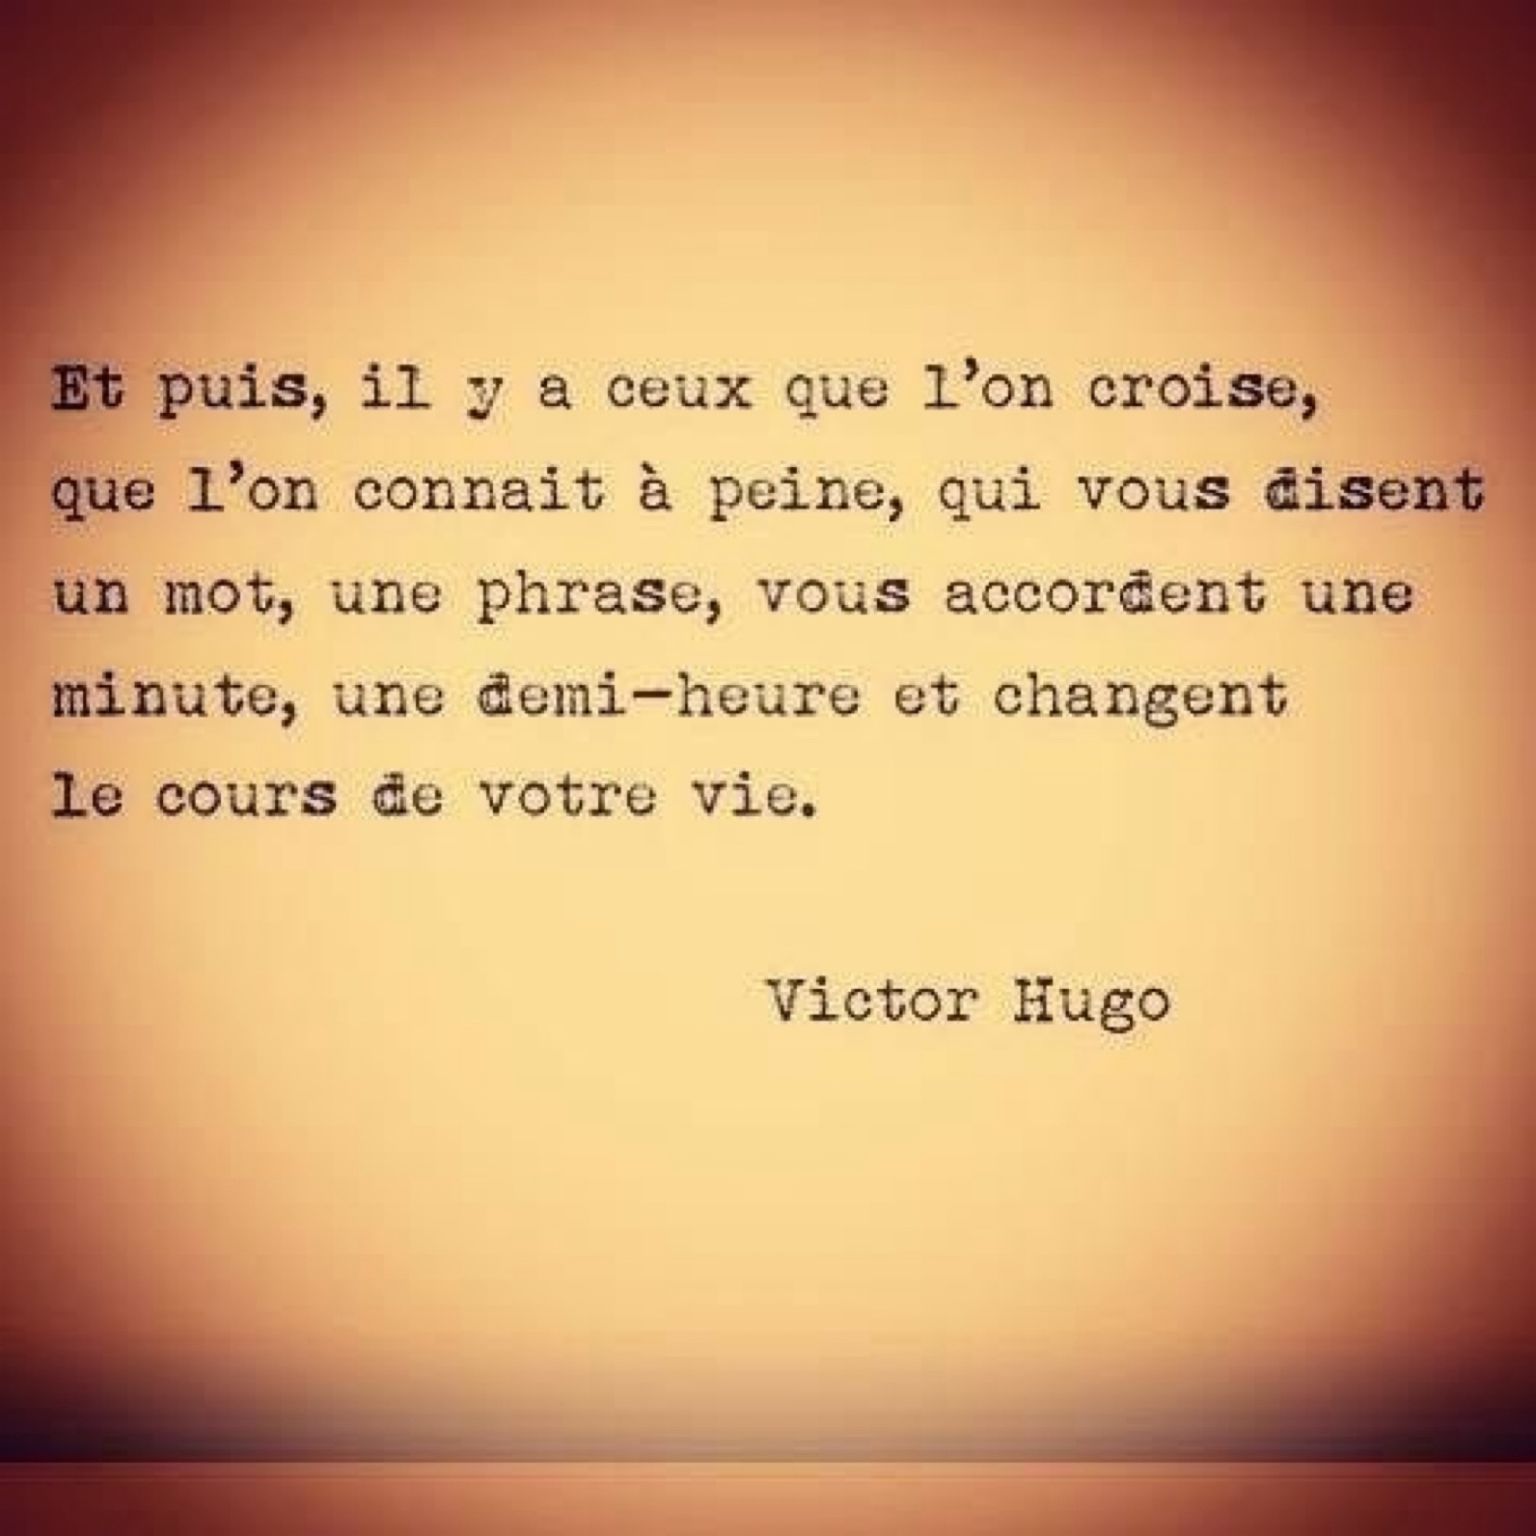 Et puis, il y a ceux que l’on croise,
que l’on connait à peine, qui vous disent
un mot, une phrase, vous accordent une
minute, une demi-heure et changent
le cours de votre vie.
Victor Hugo